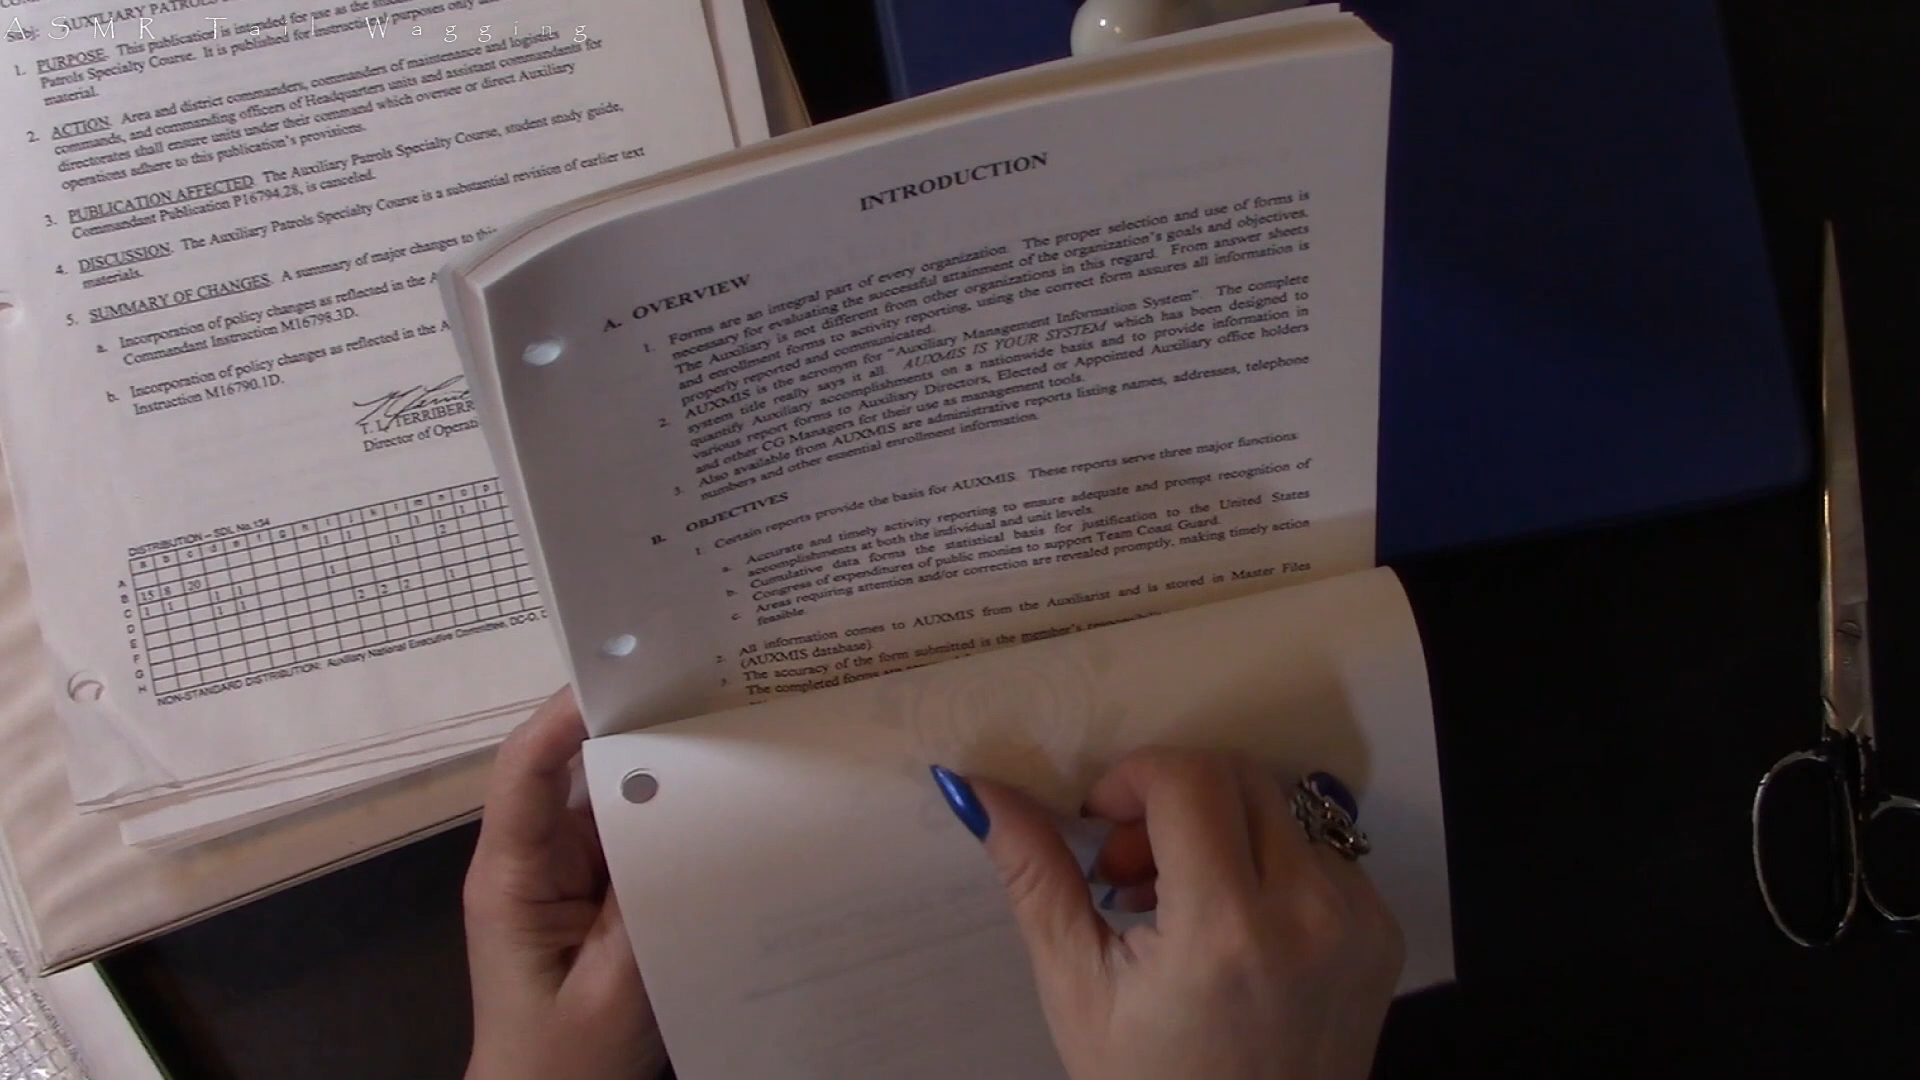 ASMR Tail Wagging
AUXILIARY PATROLS
1. PURPOSE. This publication is intended for use as the
Patrols Specialty Course. It is published for instruction purposes only
material.
2. ACTION. Area and district commanders, commanders of maintenance and logistics
commands, and commanding officers of Headquarters units and assistant commandants for
directorates shall ensure units under their command which oversee or direct Auxiliary
operations adhere to this publication's provisions.
3. PUBLICATION AFFECTED. The Auxiliary Patrols Specialty Course, student study guide,
Commandant Publication P16794.28, is canceled.
4. DISCUSSION. The Auxiliary Patrols Specialty Course is a substantial revision of earlier text
materials.
5. SUMMARY OF CHANGES. A summary of major changes to this
a. Incorporation of policy changes as reflected in the A
Commandant Instruction M16798.3D.
b. Incorporation of policy changes as reflected in the A
Instruction M16790.1D.
T. L. TERRIBERR
Director of Operati
DISTRIBUTION – SDL No. 134
a b c d e f g h i j k l m n o p
A
B 15 8 20
C 1 1
D
E
F
G
H
NON-STANDARD DISTRIBUTION: Auxiliary National Executive Committee, DC-O,
INTRODUCTION
A. OVERVIEW
1. Forms are an integral part of every organization. The proper selection and use of forms is
necessary for evaluating the successful attainment of the organization's goals and objectives.
The Auxiliary is not different from other organizations in this regard. From answer sheets
and enrollment forms to activity reporting, using the correct form assures all information is
properly reported and communicated.
2. AUXMIS is the acronym for "Auxiliary Management Information System". The complete
system title really says it all. AUXMIS IS YOUR SYSTEM which has been designed to
quantify Auxiliary accomplishments on a nationwide basis and to provide information in
various report forms to Auxiliary Directors, Elected or Appointed Auxiliary office holders
and other CG Managers for their use as management tools.
3. Also available from AUXMIS are administrative reports listing names, addresses, telephone
numbers and other essential enrollment information.
B. OBJECTIVES
1. Certain reports provide the basis for AUXMIS. These reports serve three major functions:
a. Accurate and timely activity reporting to ensure adequate and prompt recognition of
accomplishments at both the individual and unit levels.
b. Cumulative data forms the statistical basis for justification to the United States
Congress of expenditures of public monies to support Team Coast Guard.
c. Areas requiring attention and/or correction are revealed promptly, making timely action
feasible.
2. All information comes to AUXMIS from the Auxiliarist and is stored in Master Files
(AUXMIS database)
3. The accuracy of the form submitted is the member's
The completed forms are